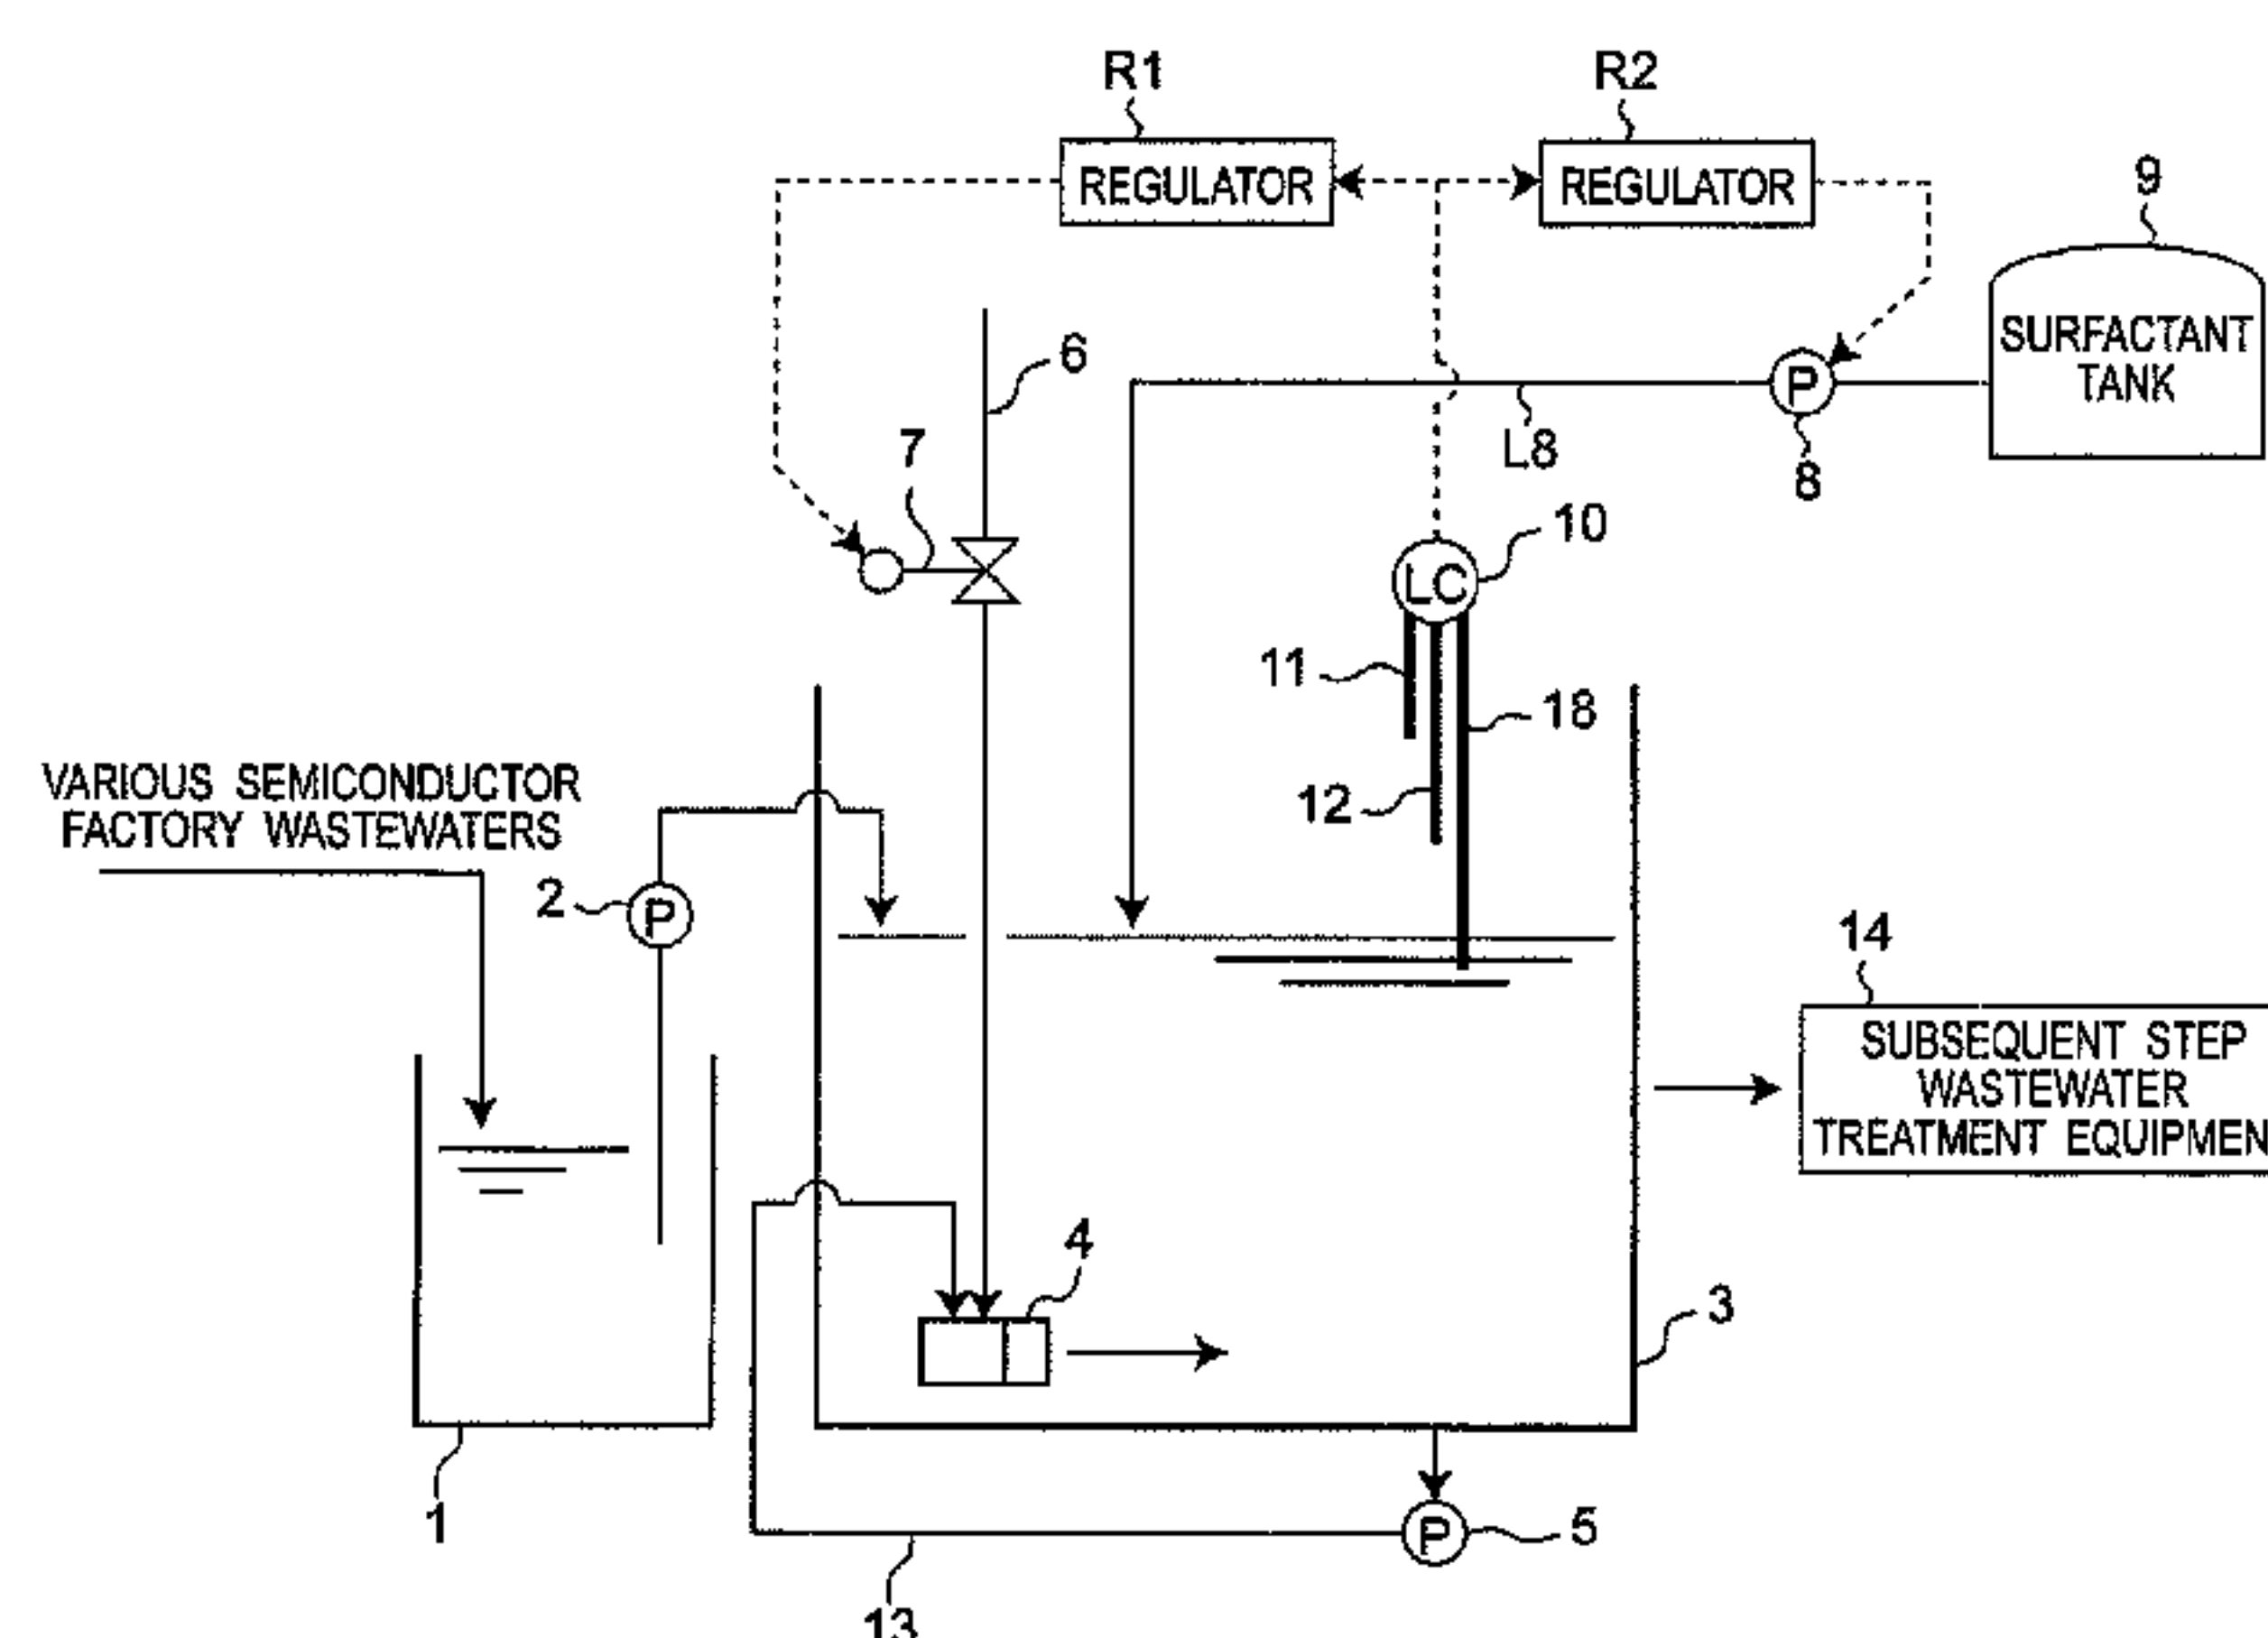 R1
R2
REGULATOR
REGULATOR
9
SURFACTANT
TANK
6
P
L8
8
7
10
LC
11
18
12
VARIOUS SEMICONDUCTOR
FACTORY WASTEWATERS
2
P
14
SUBSEQUENT STEP
WASTEWATER
TREATMENT EQUIPMEN
4
3
1
P
5
13